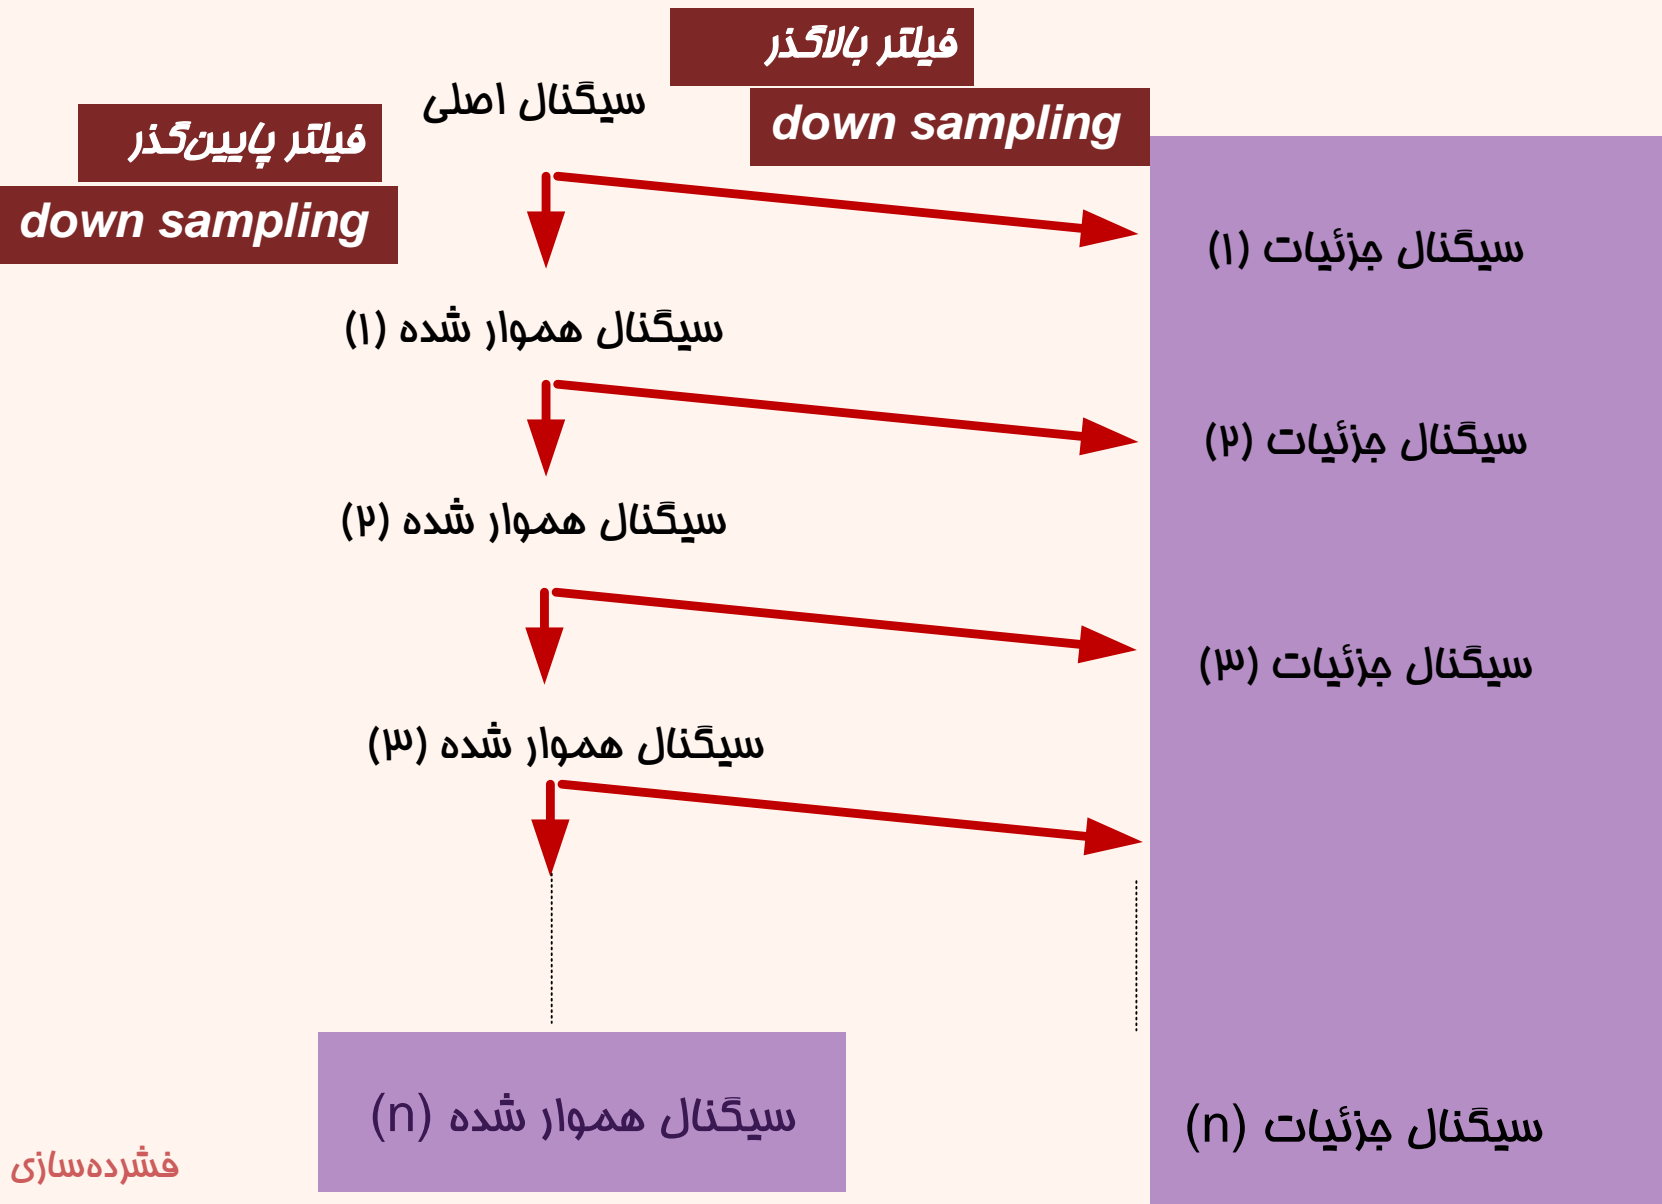 فیلتر بالاگذر
down sampling
سیگنال اصلی
فیلتر پایین‌گذر
down sampling
سیگنال جزئیات (۱)
سیگنال هموار شده (۱)
سیگنال جزئیات (۲)
سیگنال هموار شده (۲)
سیگنال جزئیات (۳)
سیگنال هموار شده (۳)
سیگنال جزئیات (n)
سیگنال هموار شده (n)
فشرده‌سازی